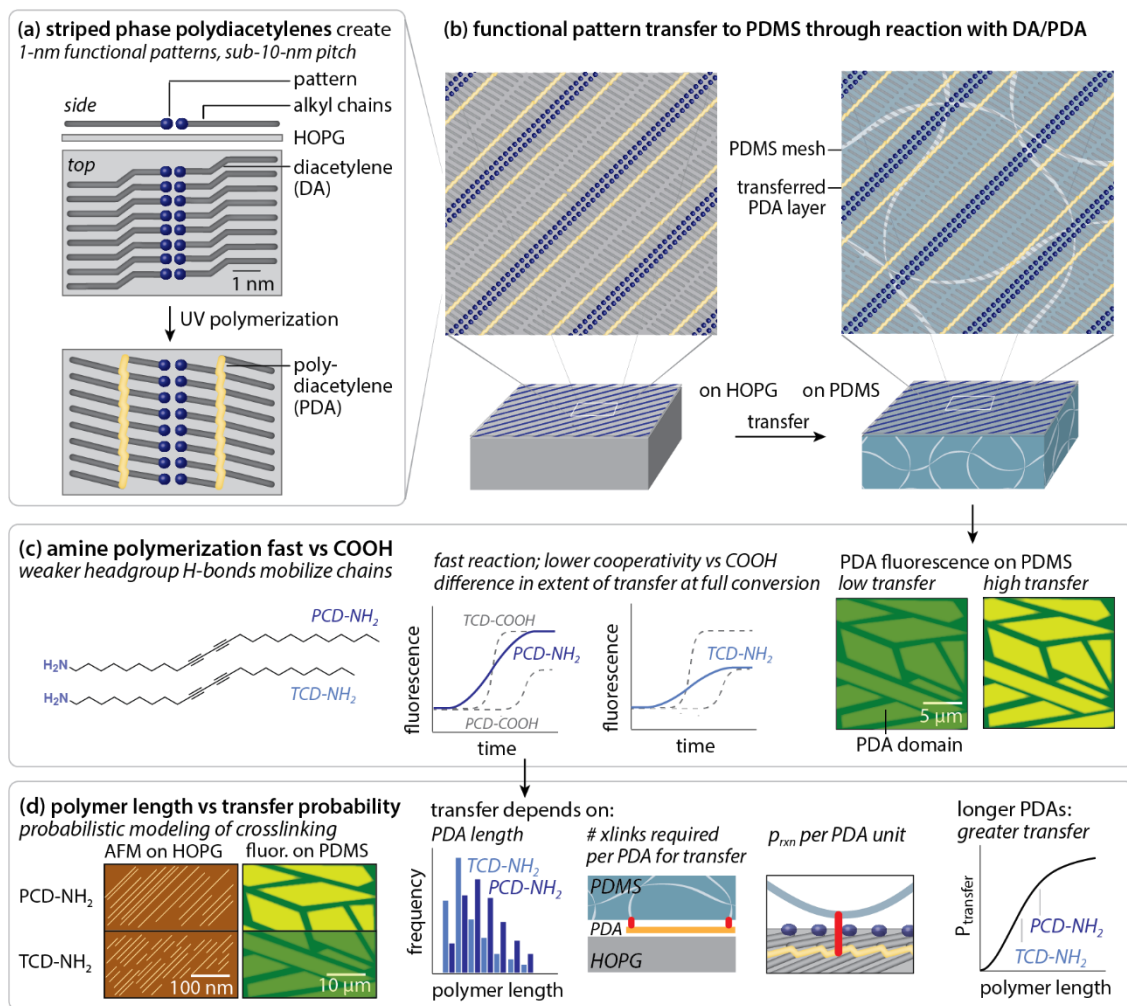 (a) striped phase polydiacetylenes create
1-nm functional patterns, sub-10-nm pitch
pattern
side
alkyl chains
HOPG
top
diacetylene
(DA)
1 nm
UV polymerization
poly-
diacetylene
(PDA)
(b) functional pattern transfer to PDMS through reaction with DA/PDA
PDMS mesh
transferred
PDA layer
on HOPG
on PDMS
transfer
(c) amine polymerization fast vs COOH
weaker headgroup H-bonds mobilize chains
PCD-NH2
H2N
TCD-NH2
H2N
fast reaction; lower cooperativity vs COOH
difference in extent of transfer at full conversion
fluorescence
TCD-COOH
PCD-NH2
PCD-COOH
time
fluorescence
TCD-NH2
time
PDA fluorescence on PDMS
low transfer
high transfer
5 μm
PDA domain
(d) polymer length vs transfer probability
probabilistic modeling of crosslinking
AFM on HOPG
fluor. on PDMS
PCD-NH2
TCD-NH2
100 nm
10 μm
transfer depends on:
PDA length
TCD-NH2
PCD-NH2
frequency
polymer length
# xlinks required
per PDA for transfer
PDMS
PDA
HOPG
prxn per PDA unit
longer PDAs:
greater transfer
Ptransfer
PCD-NH2
TCD-NH2
polymer length